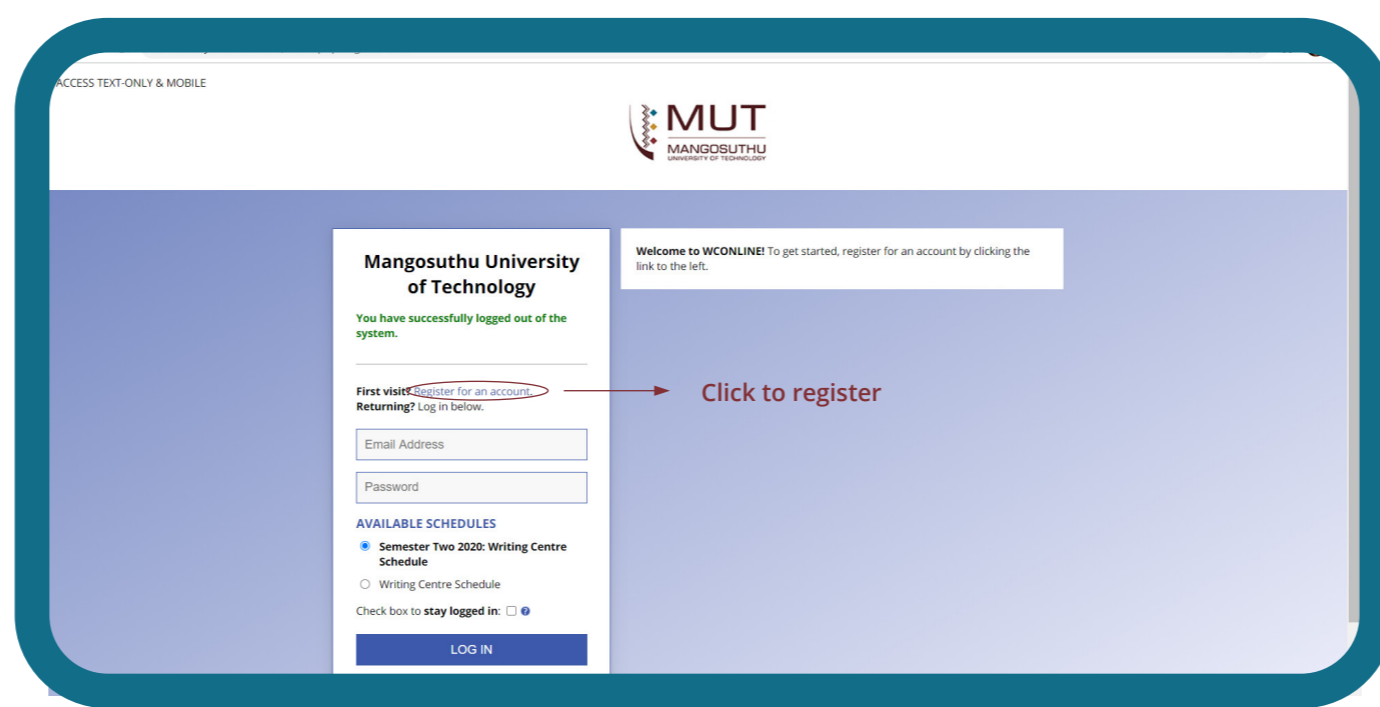 ACCESS TEXT-ONLY & MOBILE
MUT
MANGOSUTHU
UNIVERSITY OF TECHNOLOGY
Mangosuthu University
of Technology
You have successfully logged out of the
system.
First visit? Register for an account.
Returning? Log in below.
Email Address
Password
AVAILABLE SCHEDULES
Semester Two 2020: Writing Centre
Schedule
Writing Centre Schedule
Check box to stay logged in: ?
LOG IN
Welcome to WCONLINE! To get started, register for an account by clicking the
link to the left.
Click to register